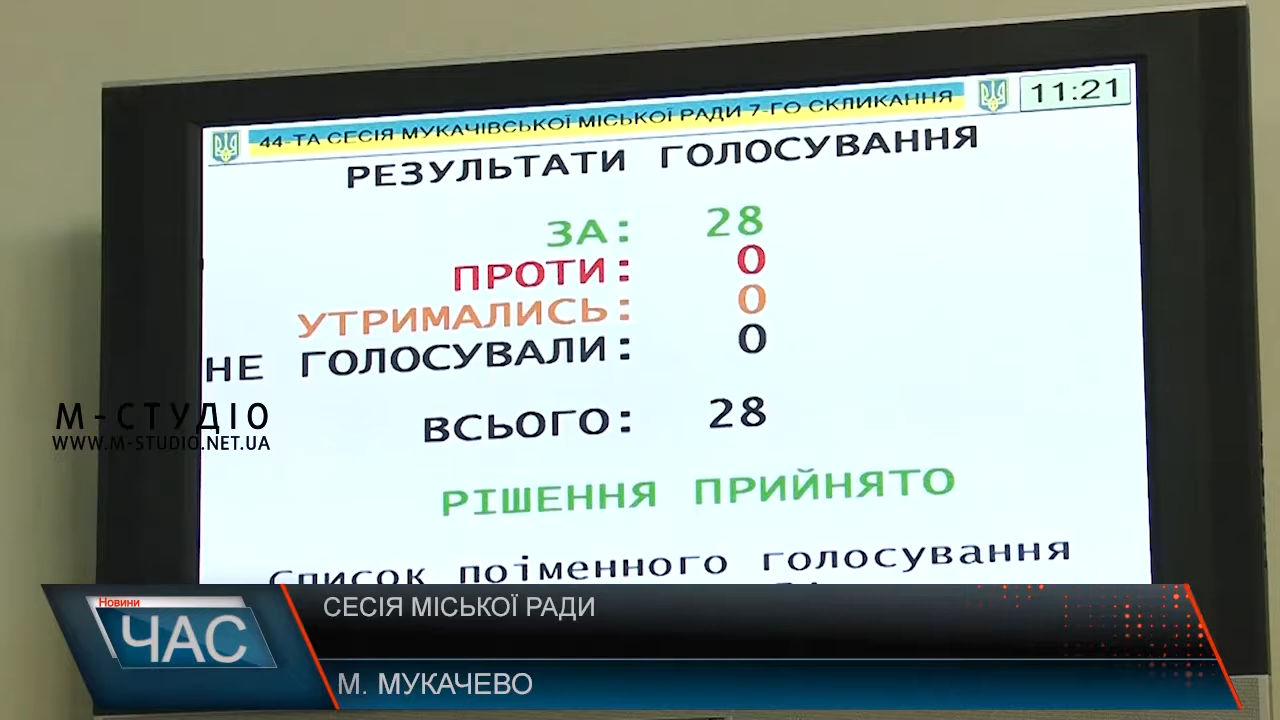 44-ТА СЕСІЯ МУКАЧІВСЬКОЇ МІСЬКОЇ РАДИ 7-ГО СКЛИКАННЯ 11:21
РЕЗУЛЬТАТИ ГОЛОСУВАННЯ
ЗА: 28
ПРОТИ: 0
УТРИМАЛИСЬ: 0
НЕ ГОЛОСУВАЛИ: 0
ВСЬОГО: 28
РІШЕННЯ ПРИЙНЯТО
Список поіменного голосування
М-СТУДІО
WWW.M-STUDIO.NET.UA
Новини
ЧАС
СЕСІЯ МІСЬКОЇ РАДИ
М. МУКАЧЕВО